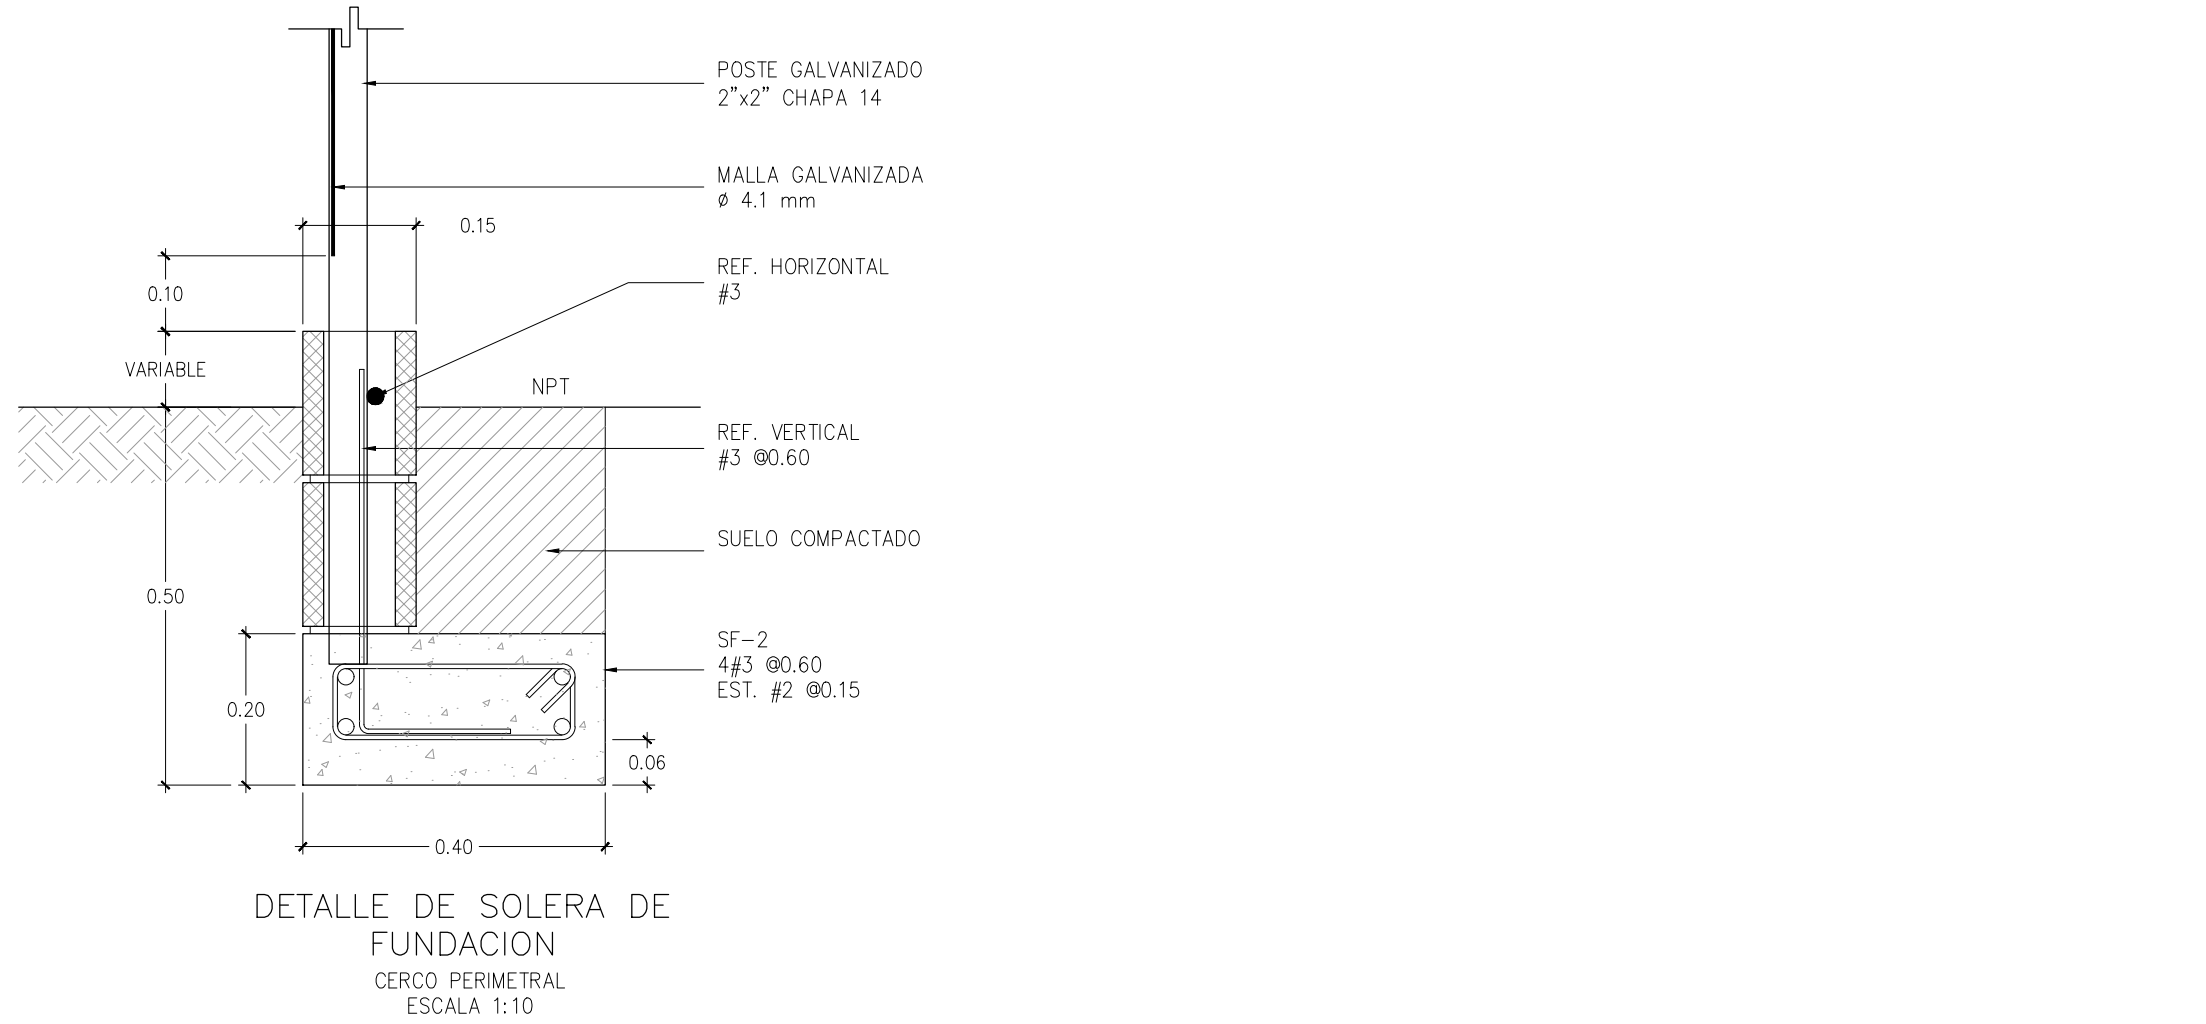 POSTE GALVANIZADO
2”x2” CHAPA 14
MALLA GALVANIZADA
ø 4.1 mm
0.15
REF. HORIZONTAL
#3
0.10
VARIABLE
NPT
REF. VERTICAL
#3 @0.60
SUELO COMPACTADO
0.50
SF-2
4#3 @0.60
EST. #2 @0.15
0.20
0.06
0.40
DETALLE DE SOLERA DE
FUNDACION
CERCO PERIMETRAL
ESCALA 1:10